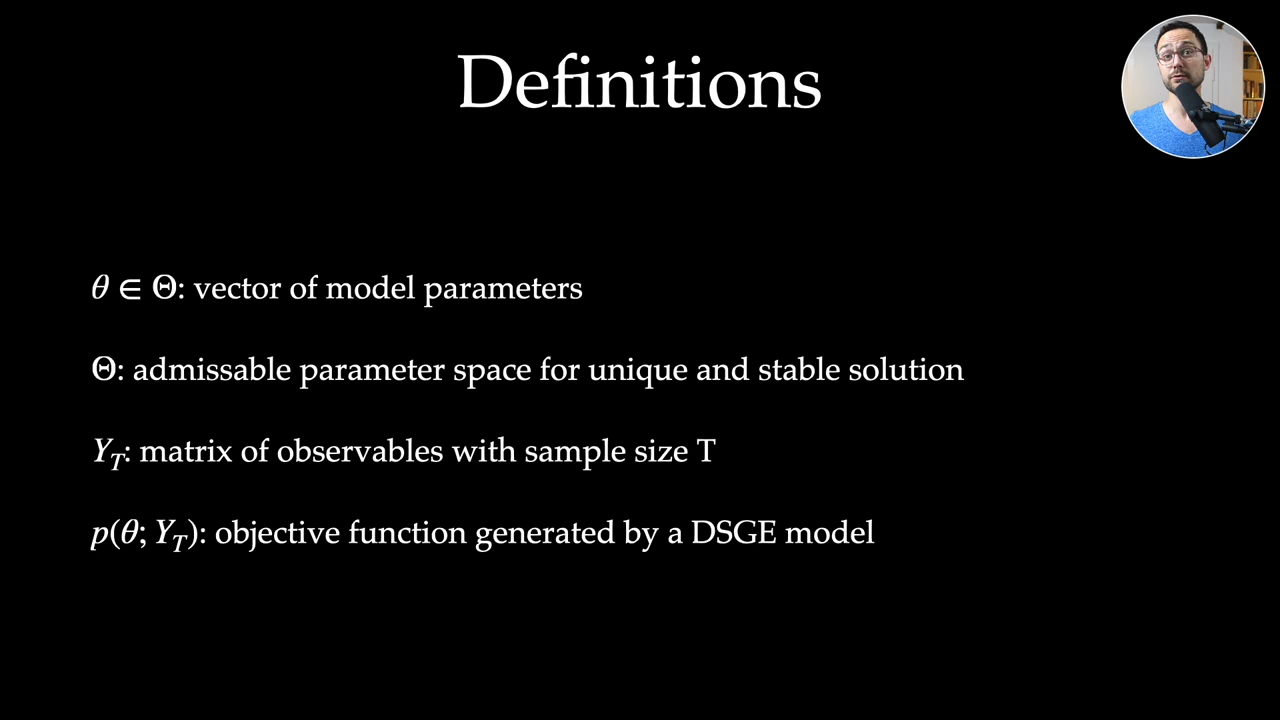 Definitions
θ ∈ Θ: vector of model parameters
Θ: admissable parameter space for unique and stable solution
Y_T: matrix of observables with sample size T
p(θ; Y_T): objective function generated by a DSGE model